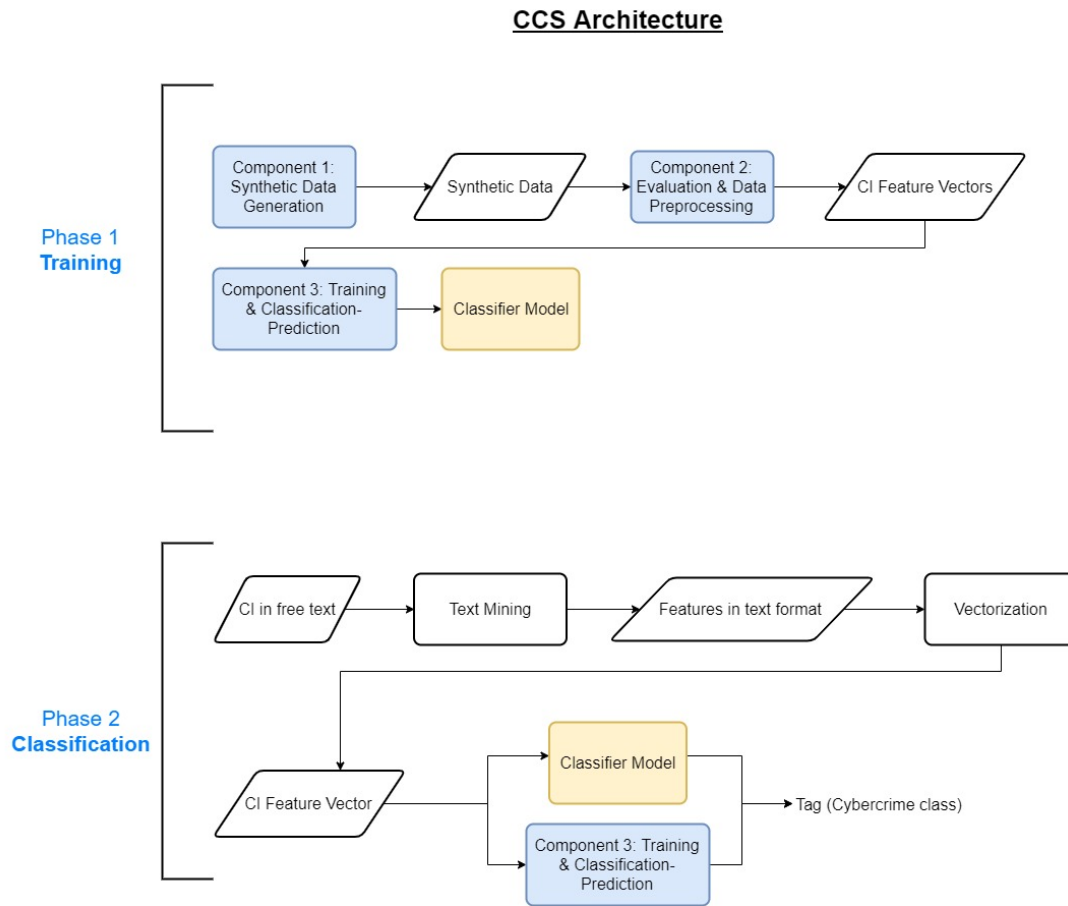 CCS Architecture
Phase 1
Training
Component 1:
Synthetic Data
Generation
Synthetic Data
Component 2:
Evaluation & Data
Preprocessing
CI Feature Vectors
Component 3: Training
& Classification-
Prediction
Classifier Model
Phase 2
Classification
CI in free text
Text Mining
Features in text format
Vectorization
CI Feature Vector
Classifier Model
Component 3: Training
& Classification-
Prediction
Tag (Cybercrime class)